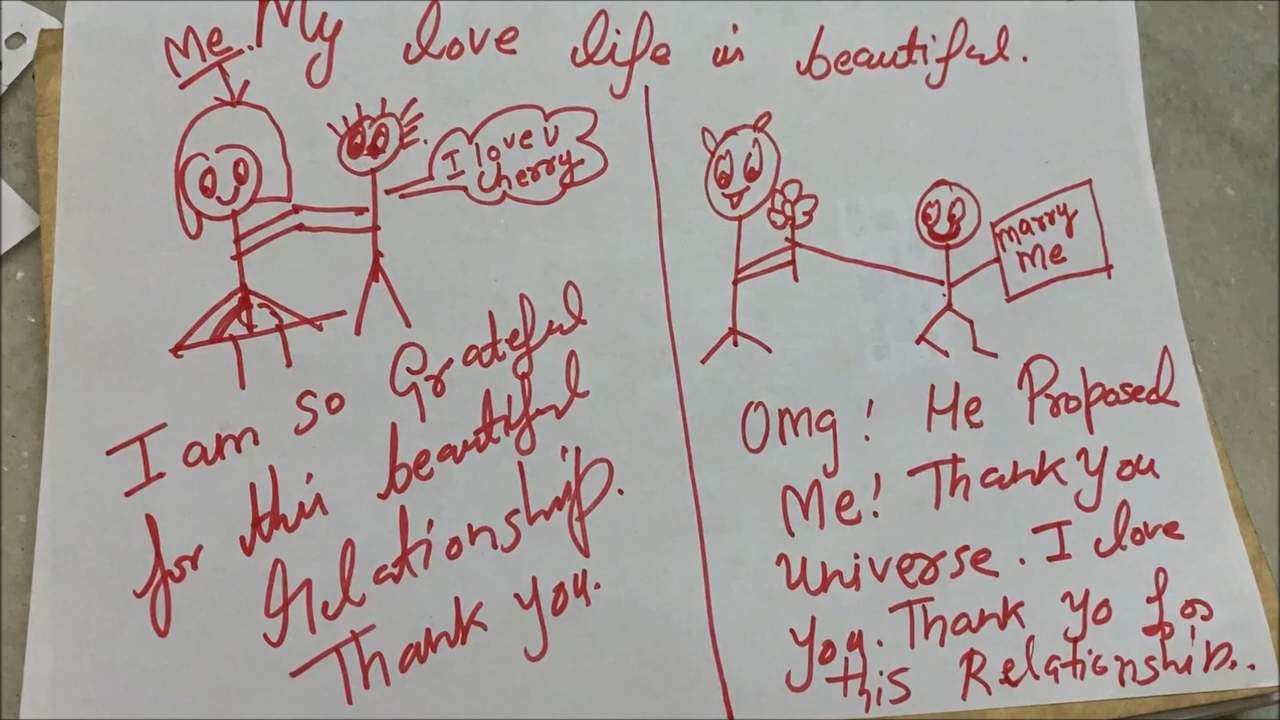 Me. My love life is beautiful.
I love U
Cherry
I am so Grateful
for this beautiful
Relationship.
Thank you.
Marry
Me
Omg! He Proposed
Me! Thank You
Universe. I love
You. Thank Yo for
this Relationship..